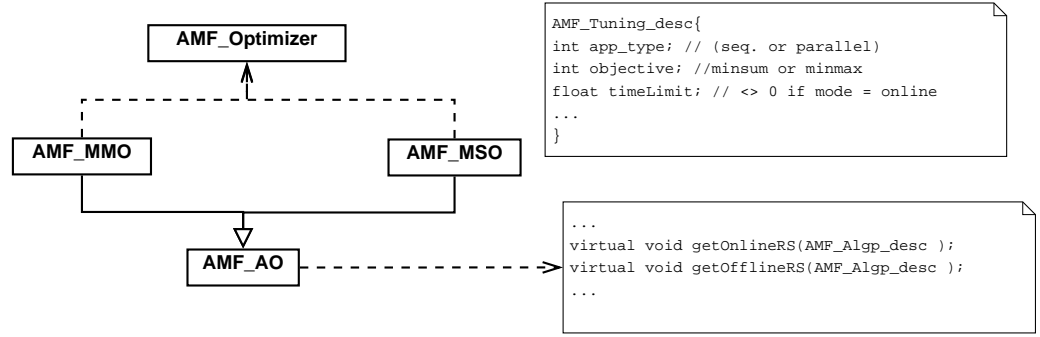 AMF_Optimizer
AMF_MMO
AMF_MSO
AMF_AO
AMF_Tuning_desc{
int app_type; // (seq. or parallel)
int objective; //minsum or minmax
float timeLimit; // <> 0 if mode = online
...
}
...
virtual void getOnlineRS(AMF_Algp_desc );
virtual void getOfflineRS(AMF_Algp_desc );
...